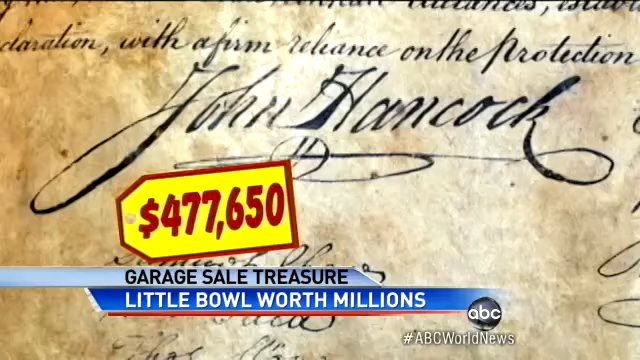 claration, with a firm reliance on the Protection
John Hancock
$477,650
GARAGE SALE TREASURE
LITTLE BOWL WORTH MILLIONS
abc
#ABCWorldNews